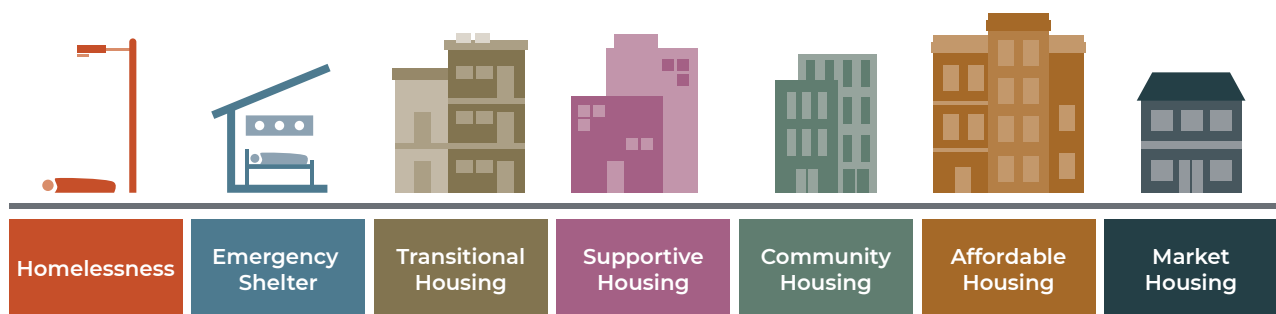 Homelessness
Emergency
Shelter
Transitional
Housing
Supportive
Housing
Community
Housing
Affordable
Housing
Market
Housing